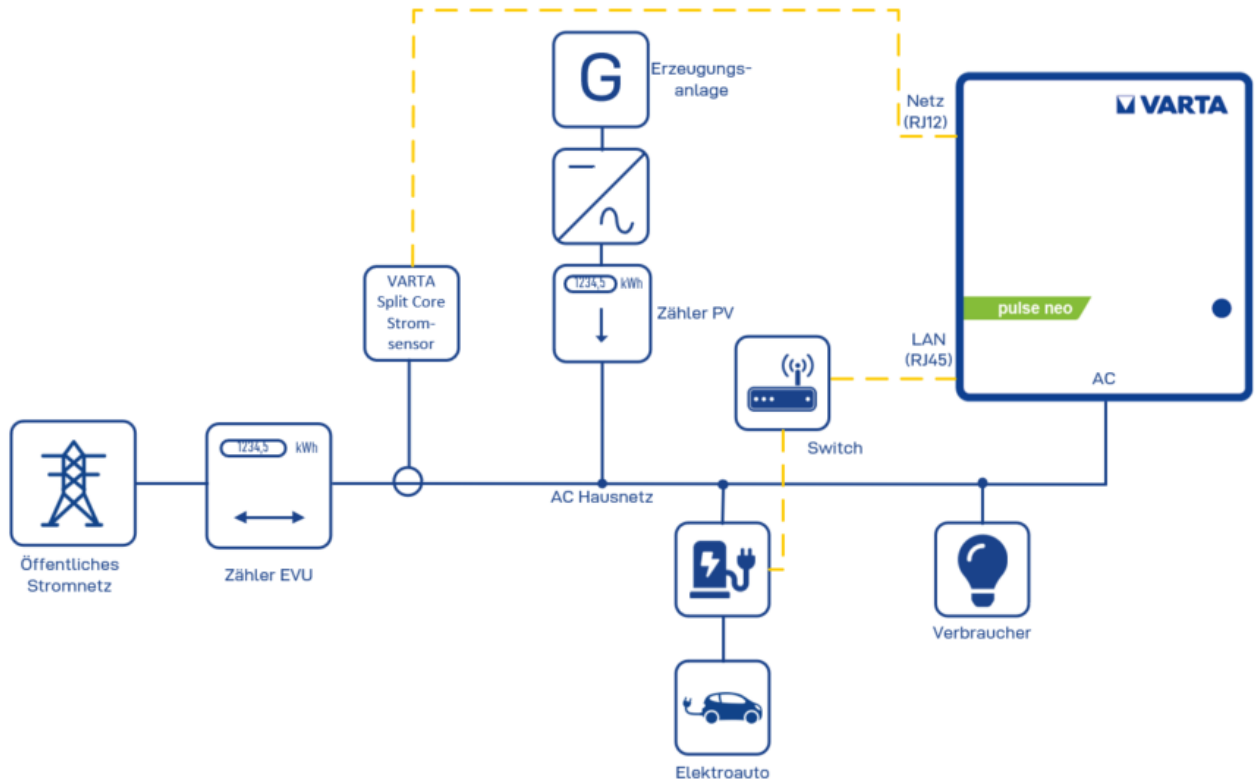 G
Erzeugungs-
anlage
Netz
(RJ12)
VARTA
VARTA
Split Core
Strom-
sensor
1234,5 kWh
Zähler PV
pulse neo
LAN
(RJ45)
AC
Switch
1234,5 kWh
AC Hausnetz
Öffentliches
Stromnetz
Zähler EVU
Verbraucher
Elektroauto